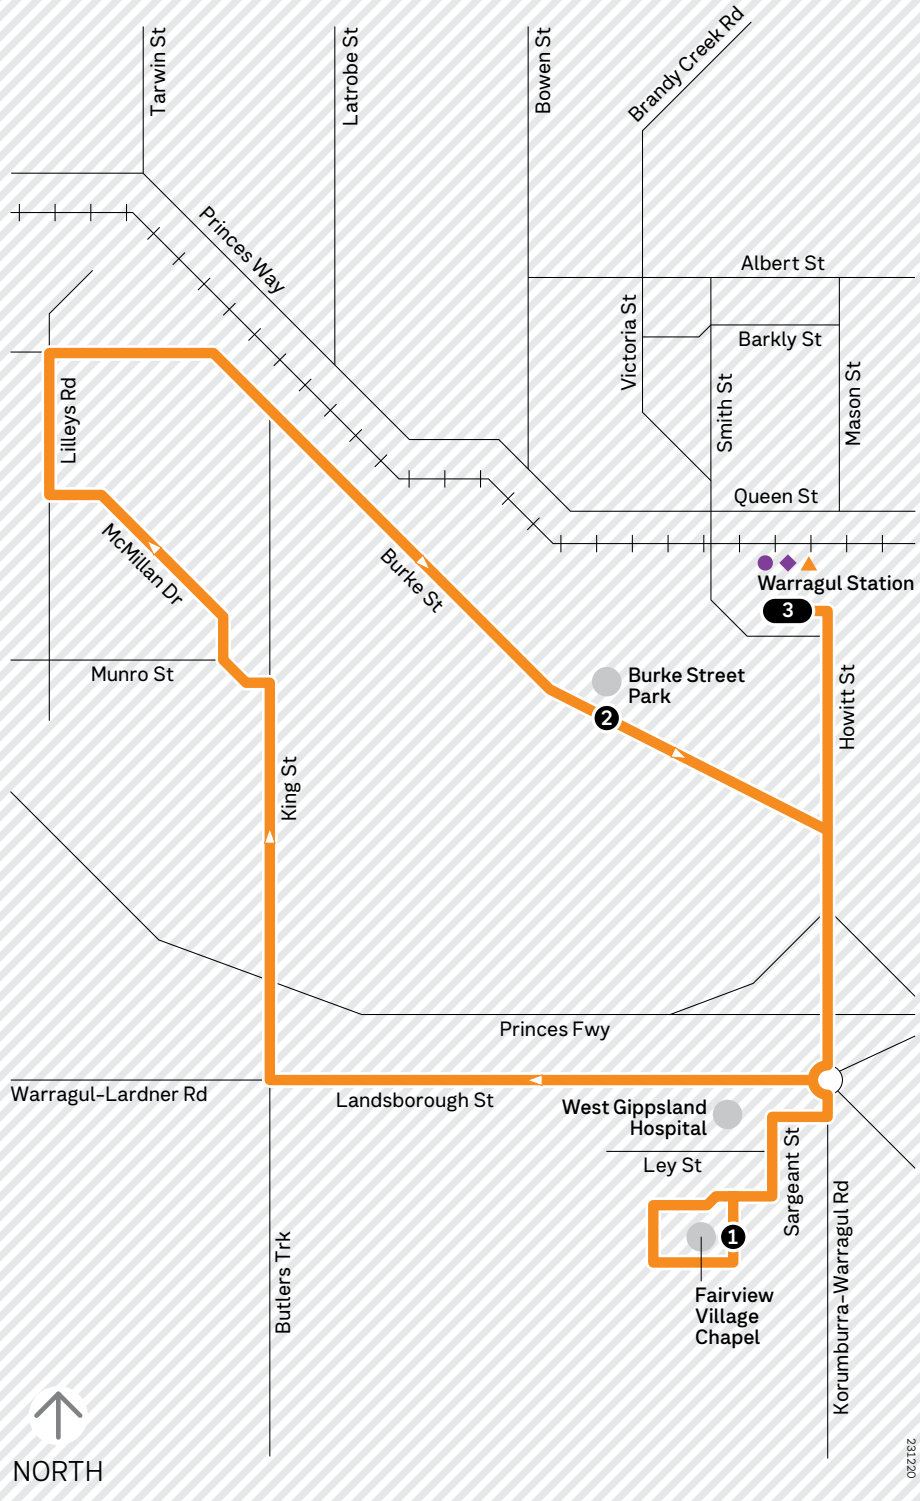 Tarwin St
Latrobe St
Bowen St
Brandy Creek Rd
Princes Way
Albert St
Victoria St
Barkly St
Smith St
Mason St
Lilleys Rd
Queen St
McMillan Dr
Burke St
Warragul Station
3
Munro St
Burke Street
Park
2
Howitt St
King St
Princes Fwy
Warragul-Lardner Rd
Landsborough St
West Gippsland
Hospital
Ley St
Sargeant St
1
Korumburra-Warragul Rd
Butlers Trk
Fairview
Village
Chapel
NORTH
231220